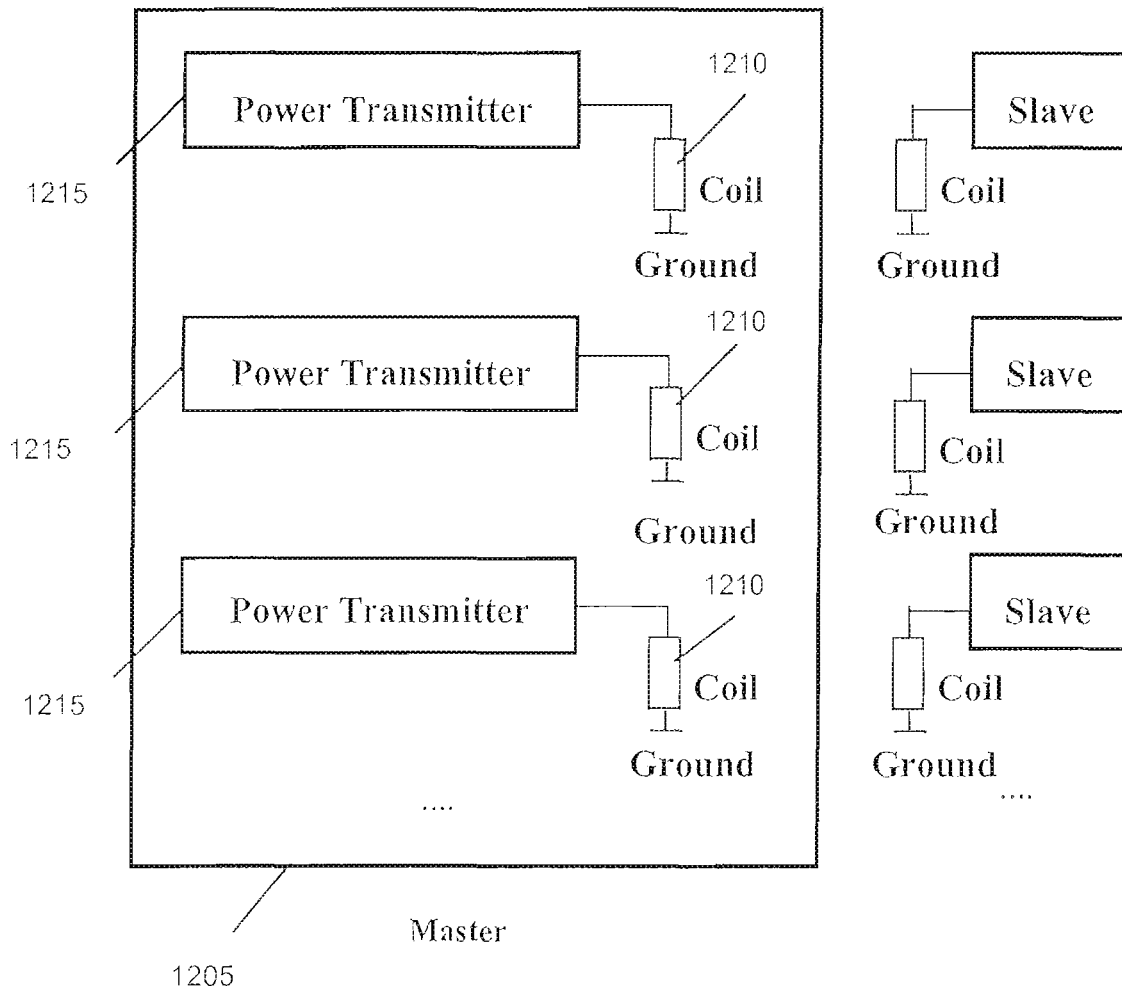 1210
Power Transmitter
Slave
1215
Coil
Coil
Ground
Ground
1210
Power Transmitter
Slave
1215
Coil
Coil
Ground
Ground
1210
Power Transmitter
Slave
1215
Coil
Coil
Ground
Ground
....
....
Master
1205